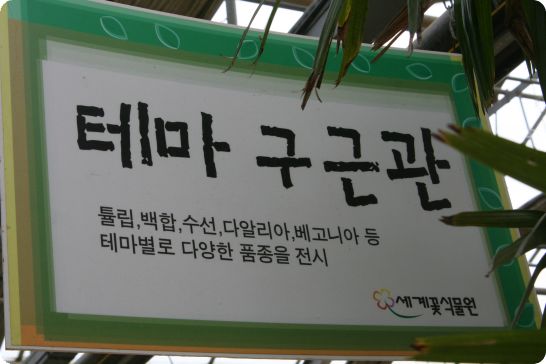 테마 구근관
튤립,백합,수선,다알리아,베고니아 등
테마별로 다양한 품종을 전시
세계꽃식물원